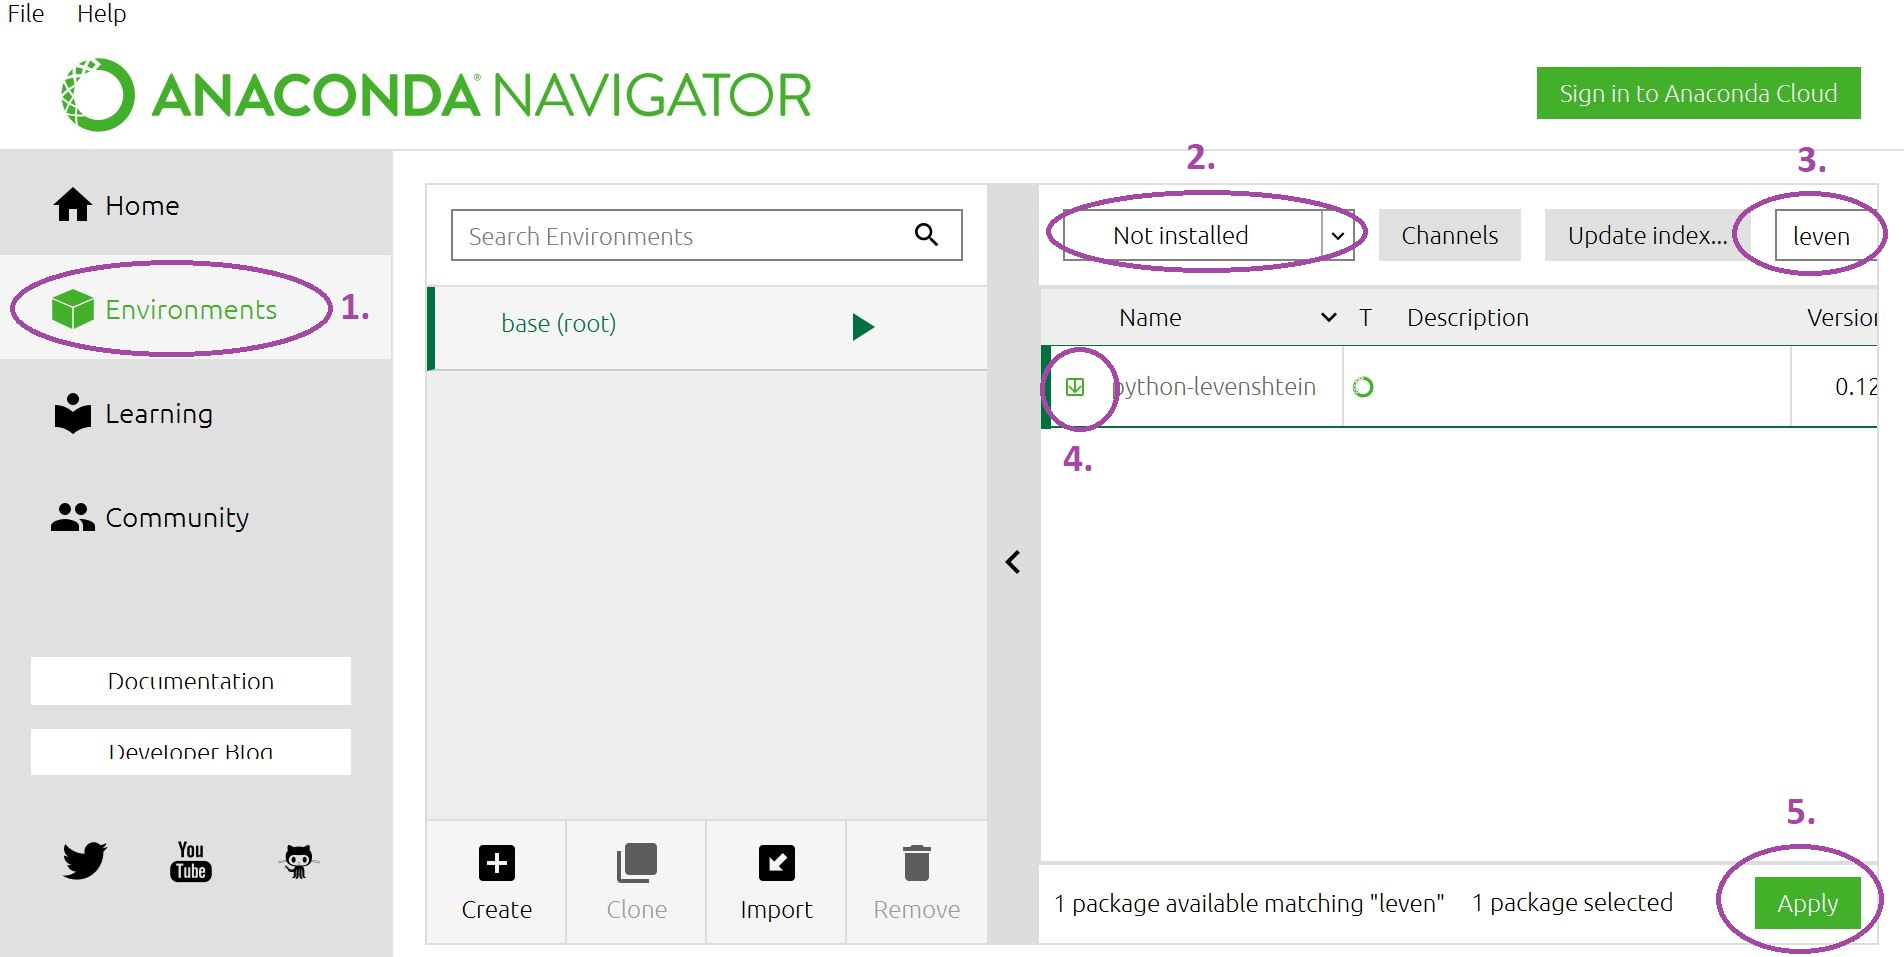 File Help
ANACONDA® NAVIGATOR
Sign in to Anaconda Cloud
Home
Environments
1.
Learning
Community
Documentation
Developer Blog
You
Tube
Search Environments
base (root)
Create
Clone
Import
Remove
2.
3.
Not installed
Channels
Update index...
leven
Name T Description Version
python-levenshtein 0.12
4.
5.
1 package available matching "leven" 1 package selected
Apply